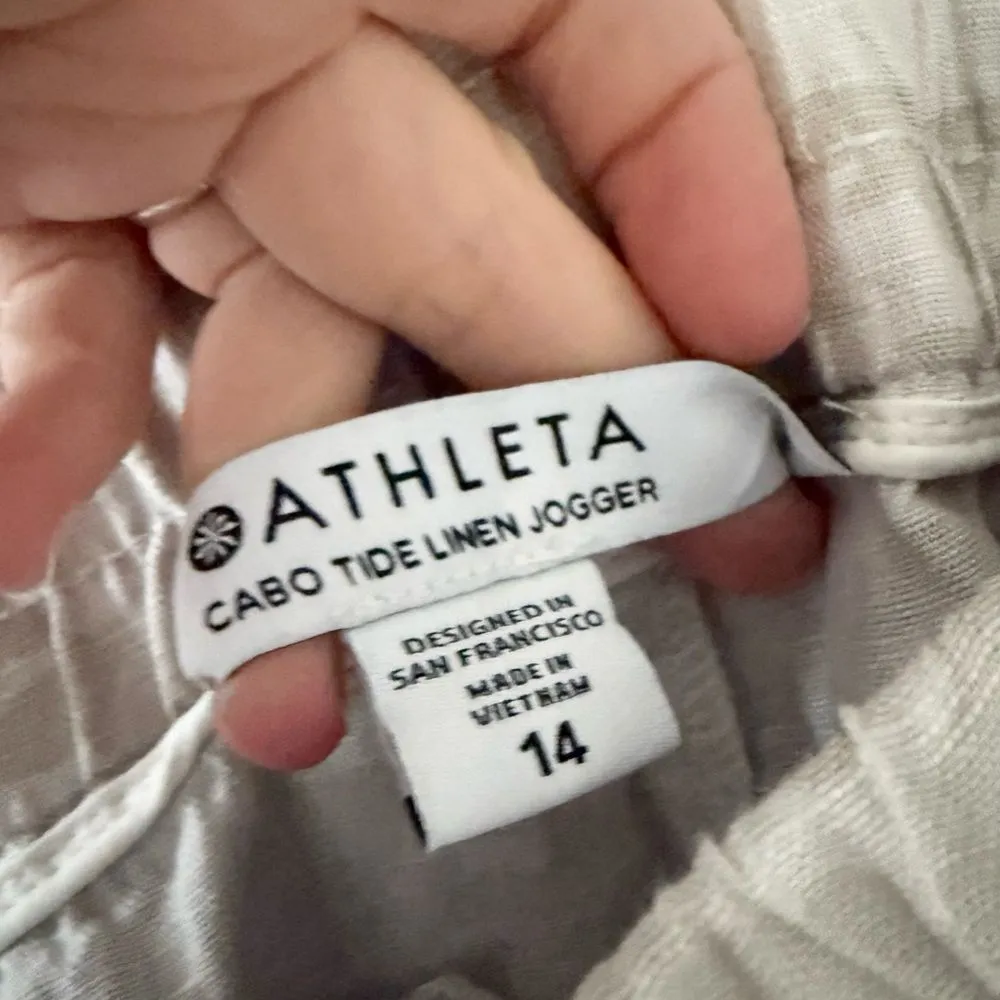 ATHLETA
CABO TIDE LINEN JOGGER
DESIGNED IN
SAN FRANCISCO
MADE IN
VIETNAM
14